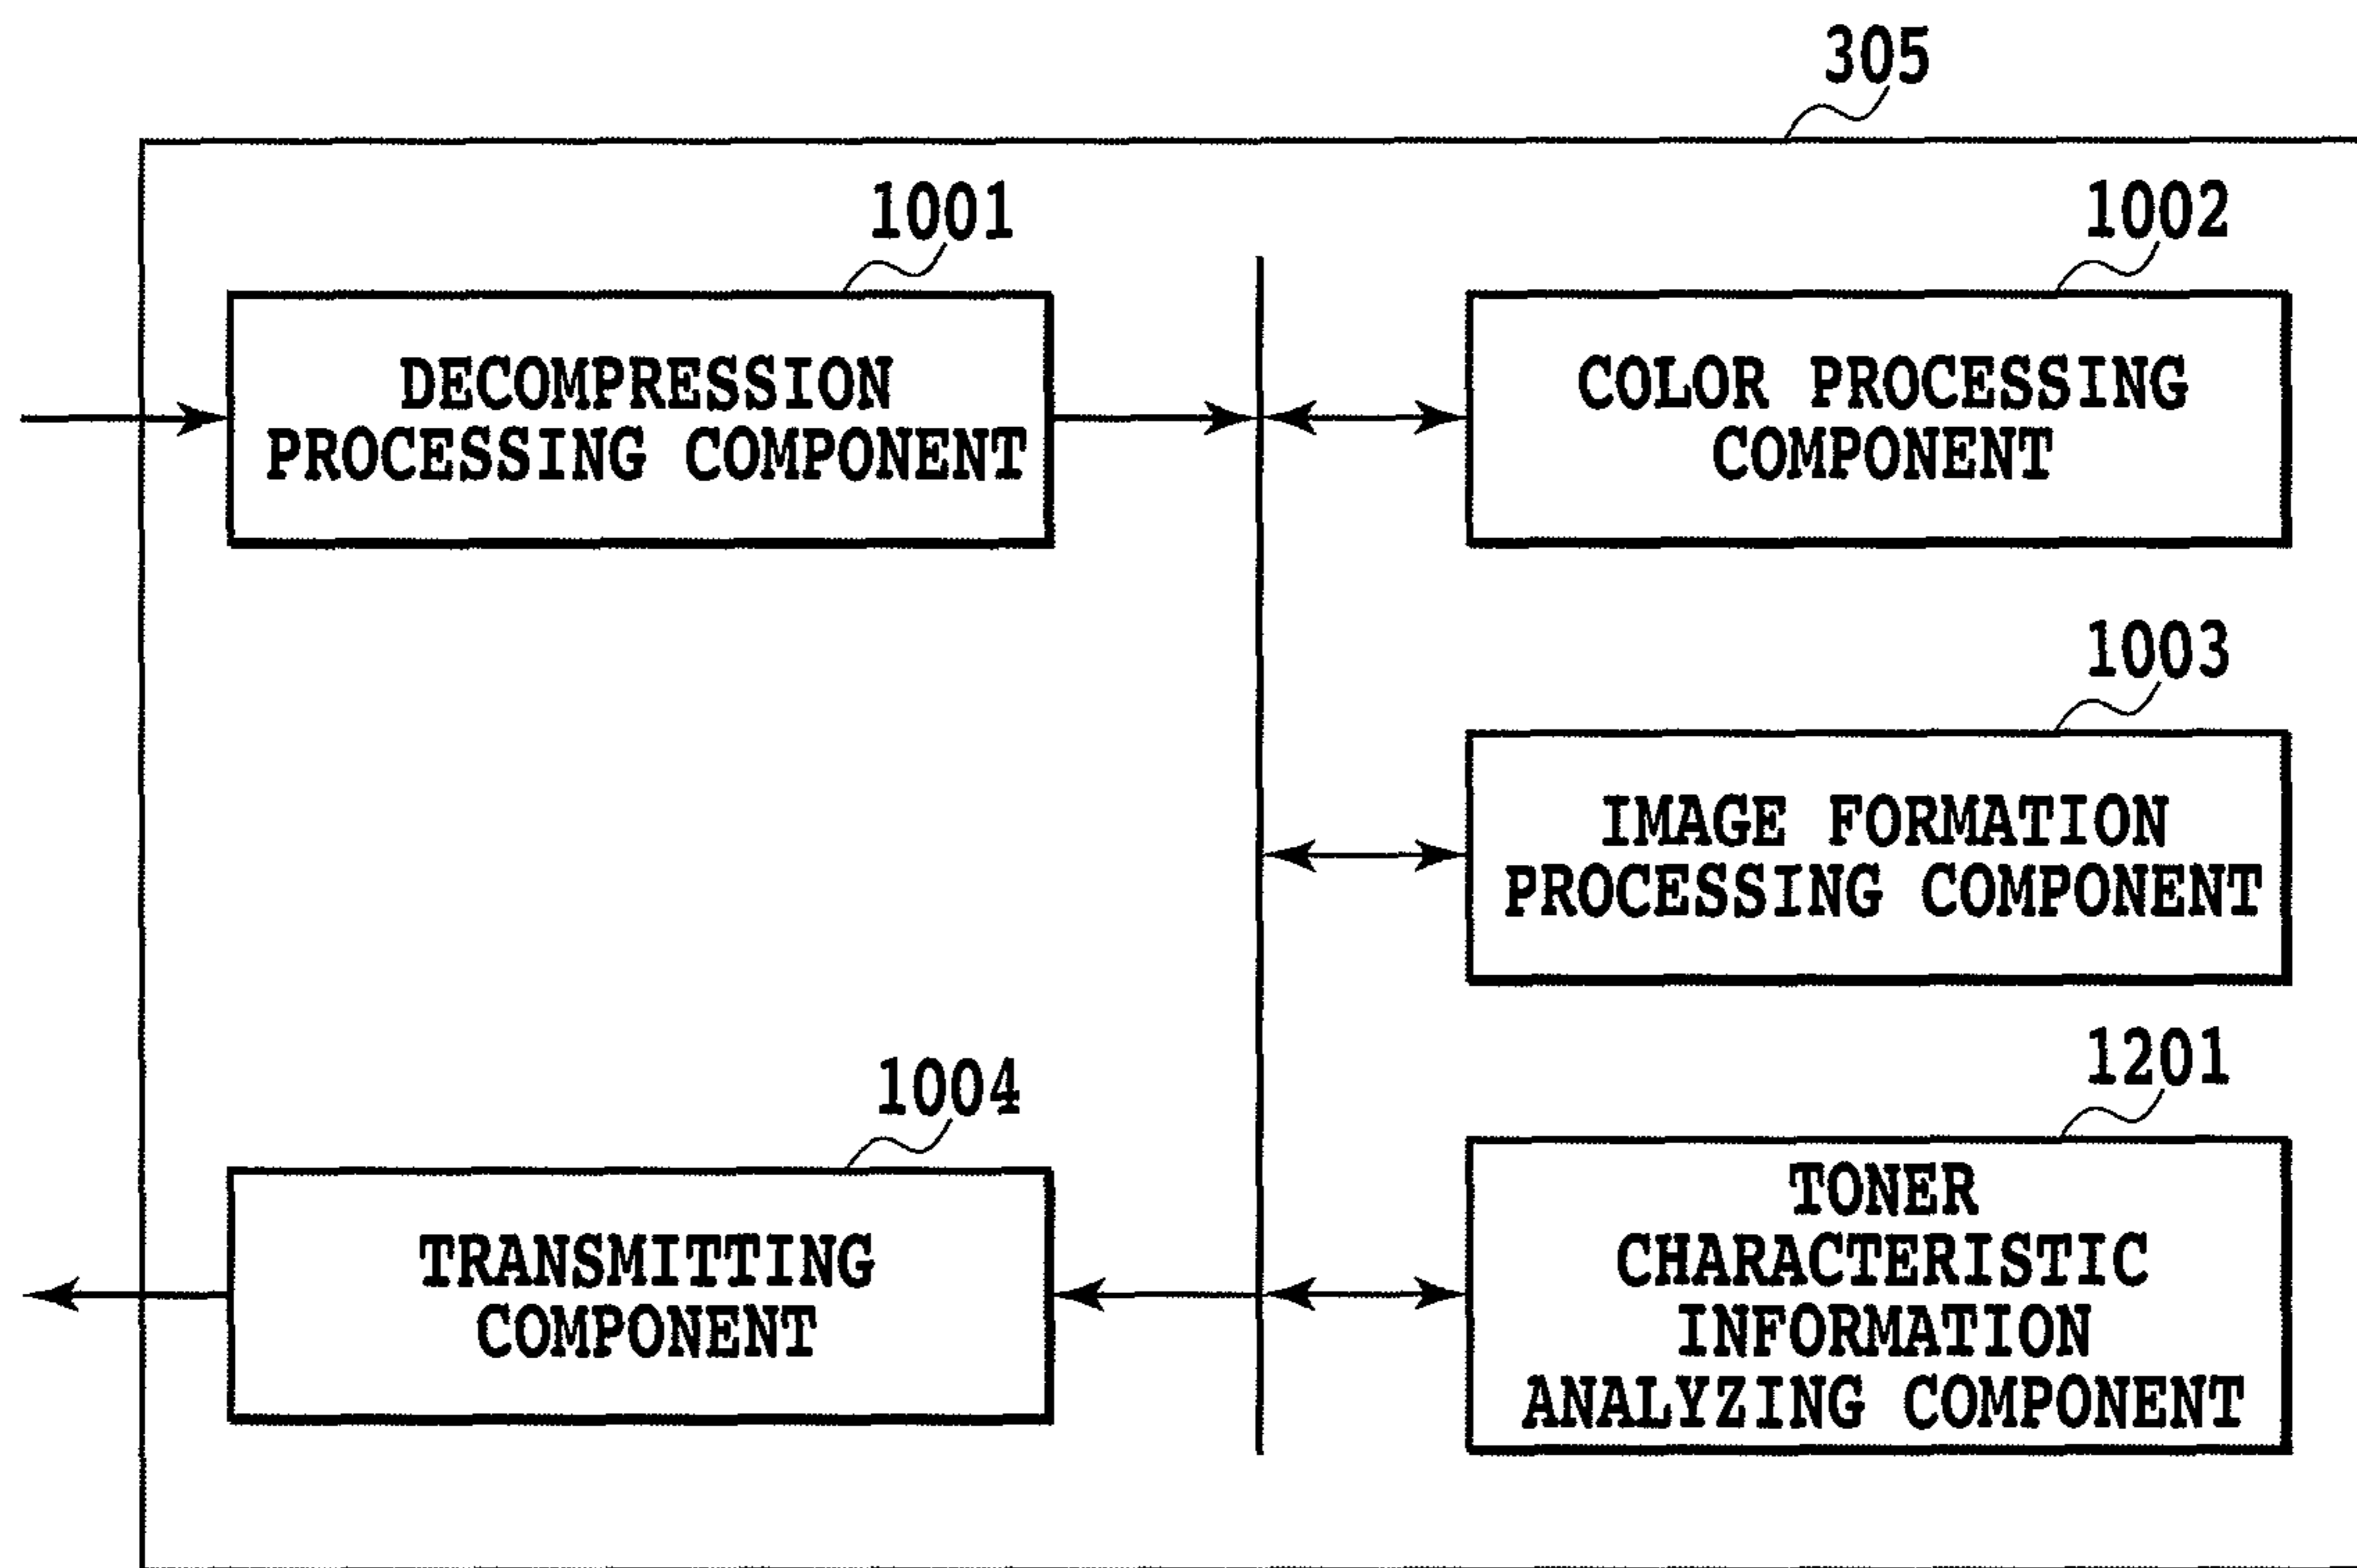 305
1001
DECOMPRESSION
PROCESSING COMPONENT
1002
COLOR PROCESSING
COMPONENT
1003
IMAGE FORMATION
PROCESSING COMPONENT
1004
TRANSMITTING
COMPONENT
1201
TONER
CHARACTERISTIC
INFORMATION
ANALYZING COMPONENT